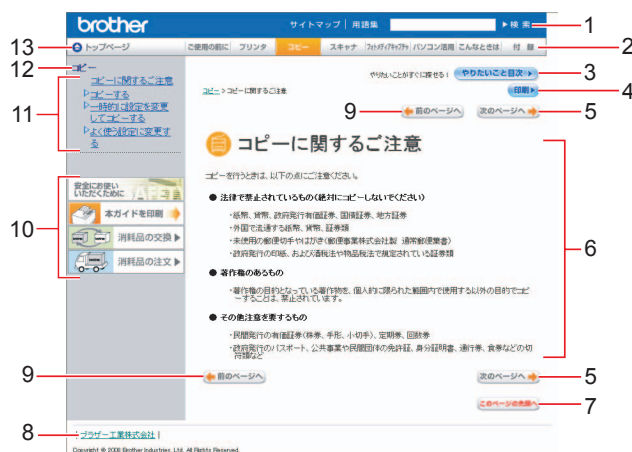 brother
サイトマップ
用語集
▶検索
1
13
トップページ
ご使用の前に
プリンタ
コピー
スキャナ
フォトメディアキャプチャ
パソコン活用
こんなときは
付録
2
12
コピー
やりたいことがすぐに探せる!
やりたいこと目次
3
11
コピーに関するご注意
▷コピーする
▷一時的に設定を変更
してコピーする
▷よく使う設定に変更す
る
印刷▶
4
コピー > コピーに関するご注意
9
前のページへ
次のページへ
5
コピーに関するご注意
コピーを行うときは、以下の点にご注意ください。
● 法律で禁止されているもの(絶対にコピーしないでください)
・紙幣、貨幣、政府発行有価証券、国債証券、地方証券
・外国で流通する紙幣、貨幣、証券類
・未使用の郵便切手やはがき(郵便事業株式会社製 通常郵便葉書)
・政府発行の印紙、および酒税法や物品税法で規定されている証券類
● 著作権のあるもの
・著作権の目的となっている著作物を、個人的に限られた範囲内で使用する以外の目的でコピ
ーすることは、禁止されています。
● その他注意を要するもの
・民間発行の有価証券(株券、手形、小切手)、定期券、回数券
・政府発行のパスポート、公共事業や民間団体の免許証、身分証明書、通行券、食券などの切
符類など
6
10
安全にお使い
いただくために
本ガイドを印刷
消耗品の交換▶
消耗品の注文▶
9
前のページへ
次のページへ
5
このページの先頭へ
7
8
| ブラザー工業株式会社 |
Copyright © 2008 Brother Industries, Ltd. All Rights Reserved.